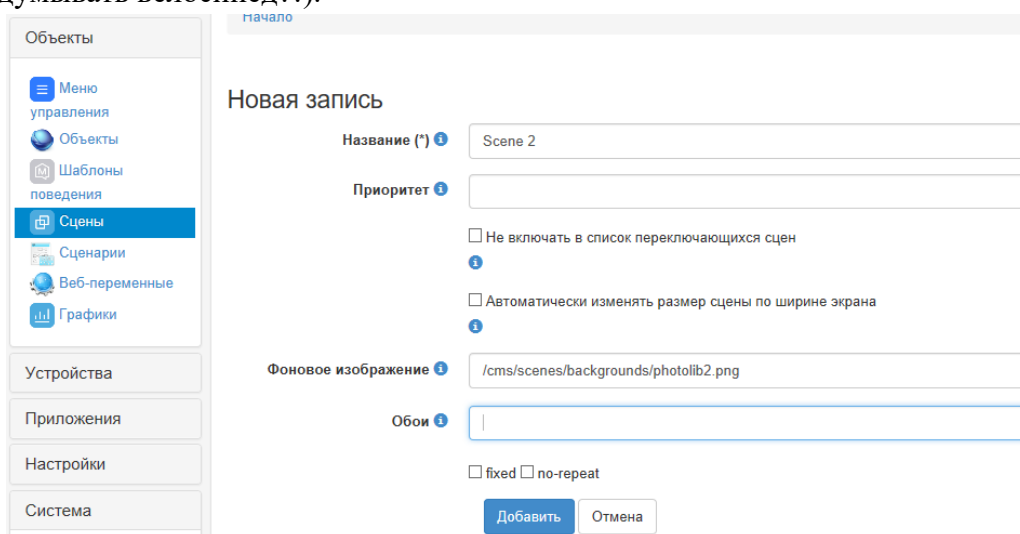 Начало
Объекты
Меню
управления
Объекты
Шаблоны
поведения
Сцены
Сценарии
Веб-переменные
Графики
Устройства
Приложения
Настройки
Система
Новая запись
Название (*)
Scene 2
Приоритет
Не включать в список переключающихся сцен
Автоматически изменять размер сцены по ширине экрана
Фоновое изображение
/cms/scenes/backgrounds/photolib2.png
Обои
fixed no-repeat
Добавить Отмена